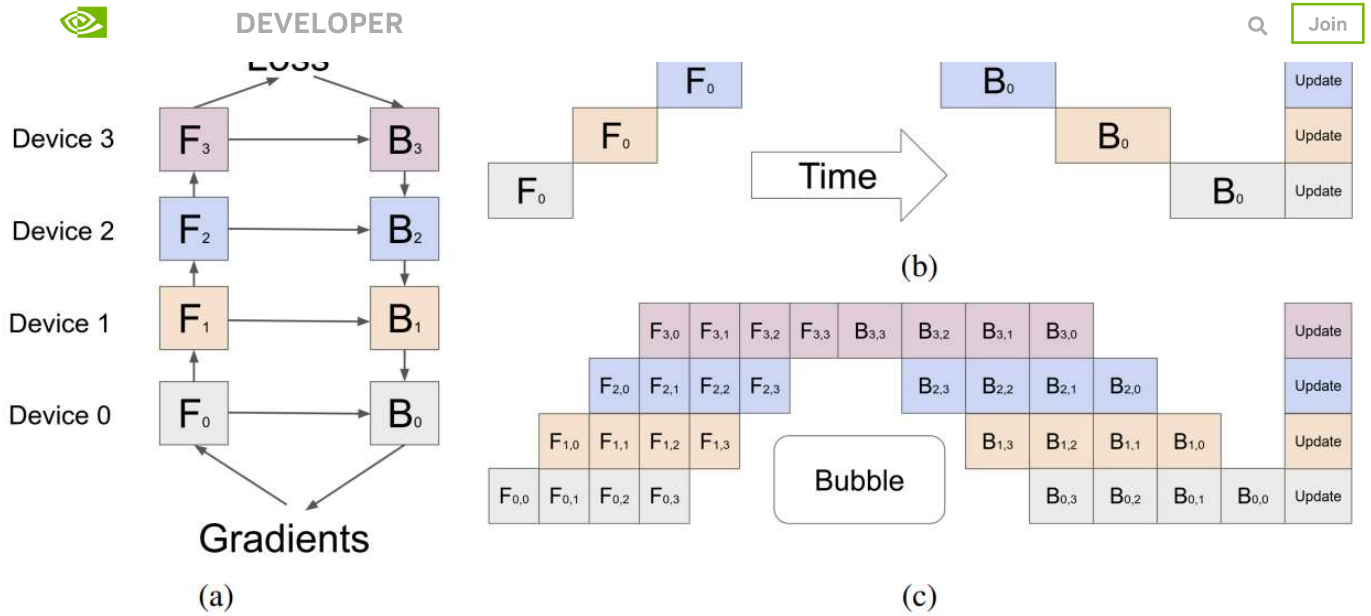 DEVELOPER
Join
Loss
Device 3
F3
B3
Device 2
F2
B2
Device 1
F1
B1
Device 0
F0
B0
Gradients
(a)
F0
B0
Update
F0
B0
Update
F0
Time
B0
Update
(b)
F3,0 F3,1 F3,2 F3,3 B3,3 B3,2 B3,1 B3,0 Update
F2,0 F2,1 F2,2 F2,3 B2,3 B2,2 B2,1 B2,0 Update
F1,0 F1,1 F1,2 F1,3 B1,3 B1,2 B1,1 B1,0 Update
Bubble
F0,0 F0,1 F0,2 F0,3 B0,3 B0,2 B0,1 B0,0 Update
(c)